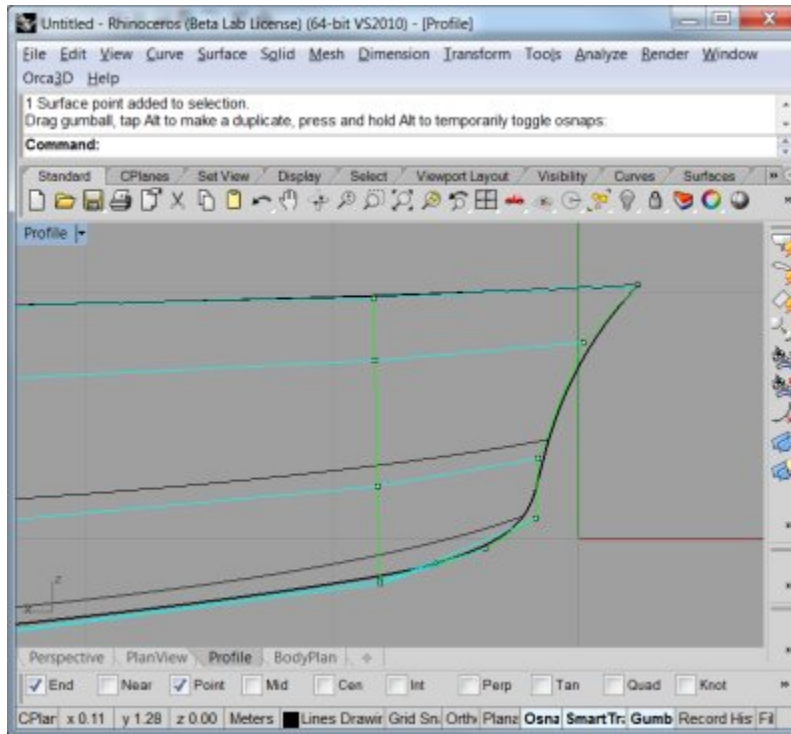 Untitled - Rhinoceros (Beta Lab License) (64-bit VS2010) - [Profile]
File Edit View Curve Surface Solid Mesh Dimension Transform Tools Analyze Render Window
Orca3D Help
1 Surface point added to selection.
Drag gumball, tap Alt to make a duplicate, press and hold Alt to temporarily toggle osnaps:
Command:
Standard CPlanes Set View Display Select Viewport Layout Visibility Curves Surfaces
Profile
z
x
Perspective PlanView Profile BodyPlan
End Near Point Mid Cen Int Perp Tan Quad Knot
CPlar x 0.11 y 1.28 z 0.00 Meters Lines Drawir Grid Sn Orth Plana Osna SmartTr Gumb Record His Fil